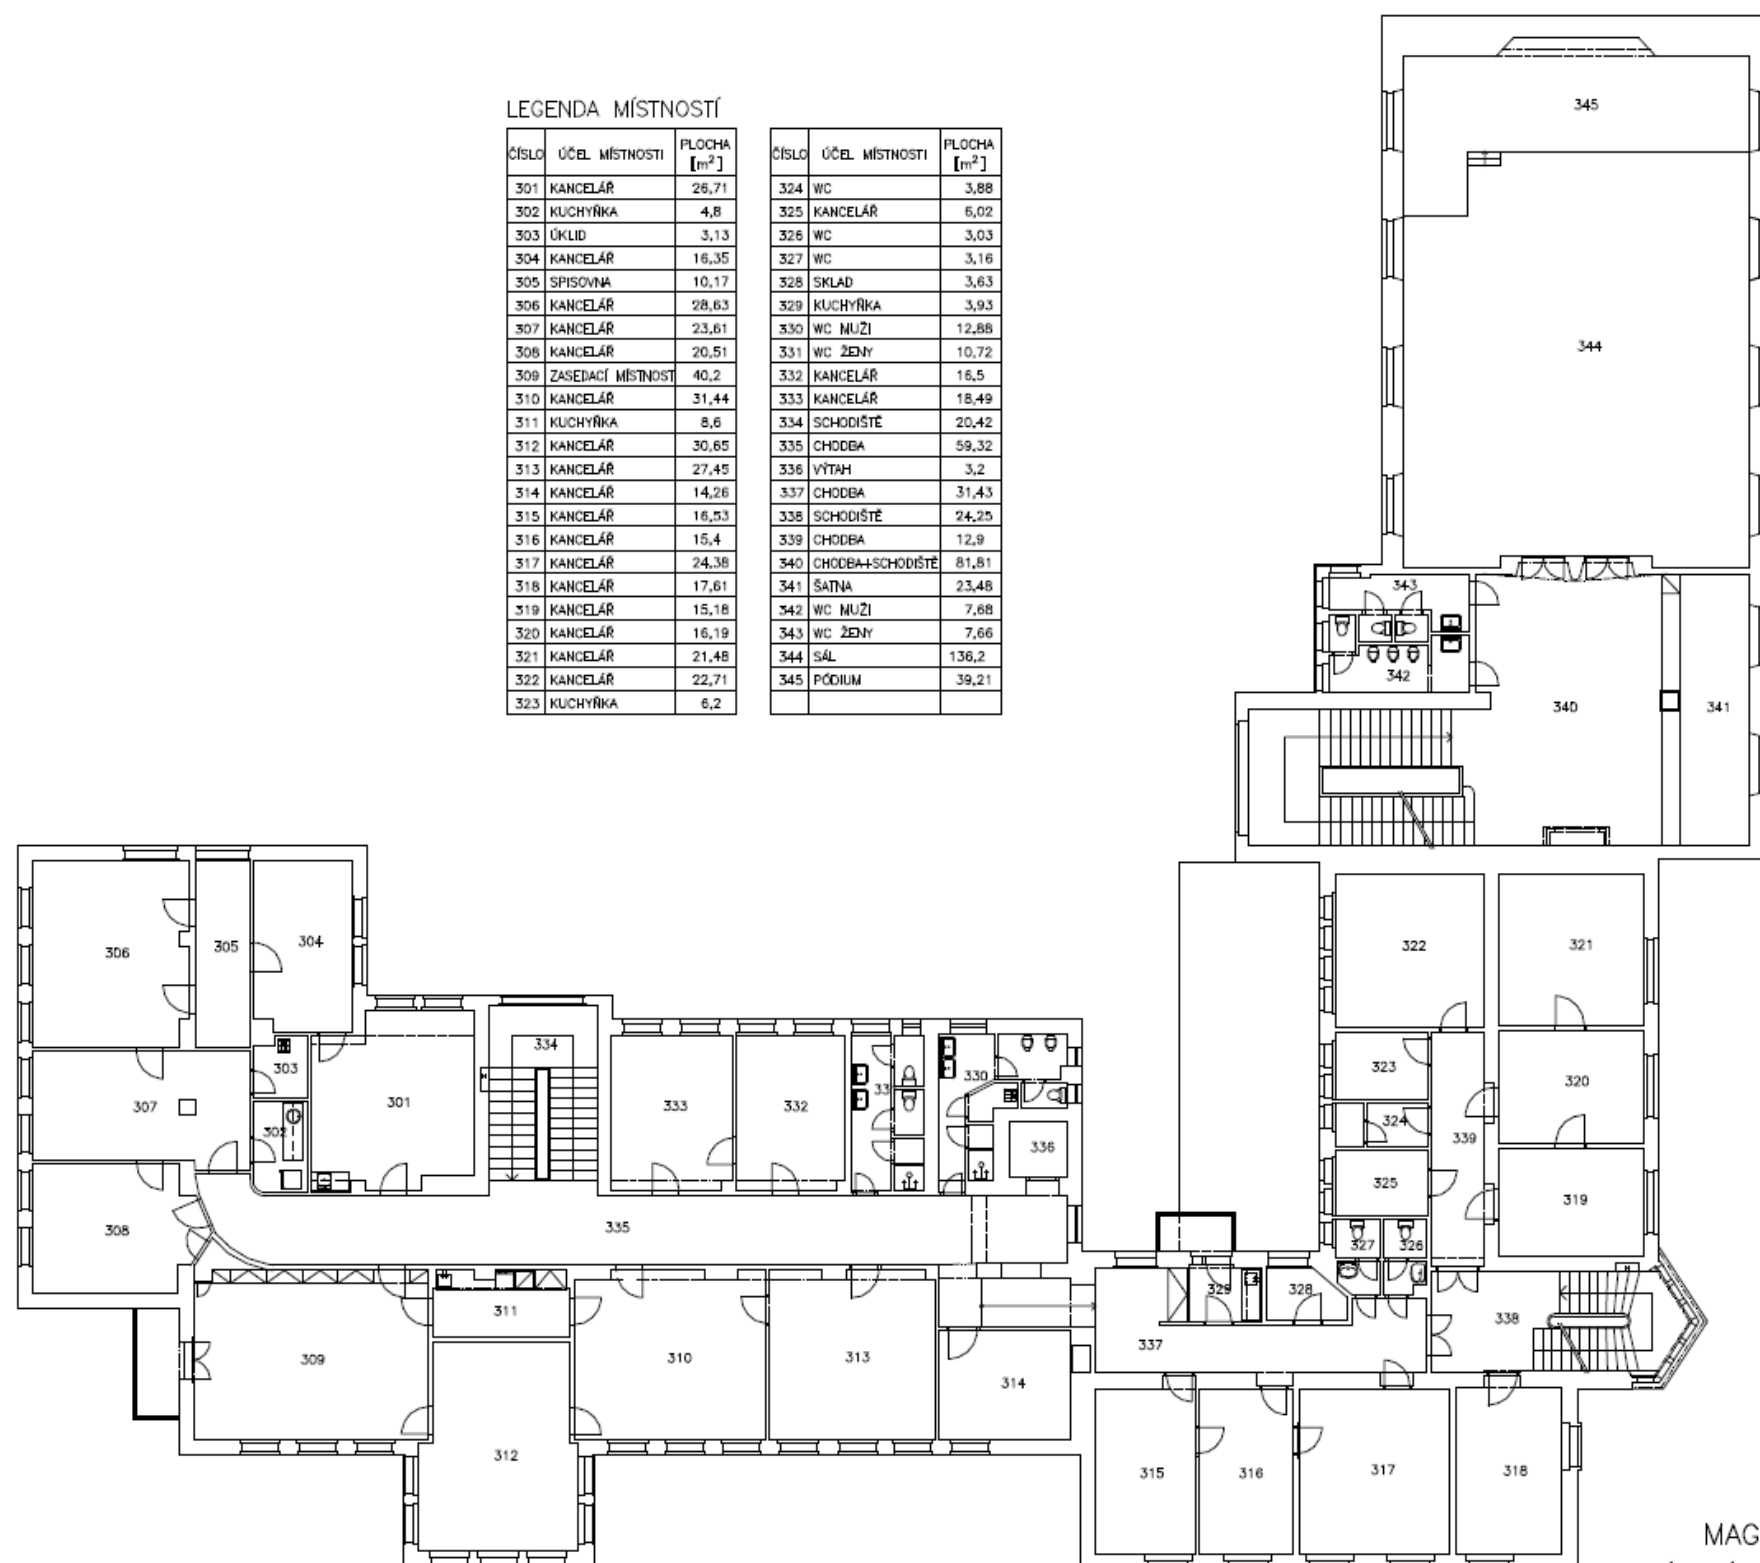 LEGENDA MÍSTNOSTÍ
ČÍSLO ÚČEL MÍSTNOSTI PLOCHA [m²]
301 KANCELÁŘ 26,71
302 KUCHYŇKA 4,8
303 ÚKLID 3,13
304 KANCELÁŘ 16,35
305 SPISOVNA 10,17
306 KANCELÁŘ 28,63
307 KANCELÁŘ 23,61
308 KANCELÁŘ 20,51
309 ZASEDACÍ MÍSTNOST 40,2
310 KANCELÁŘ 31,44
311 KUCHYŇKA 8,6
312 KANCELÁŘ 30,65
313 KANCELÁŘ 27,45
314 KANCELÁŘ 14,26
315 KANCELÁŘ 16,53
316 KANCELÁŘ 15,4
317 KANCELÁŘ 24,38
318 KANCELÁŘ 17,61
319 KANCELÁŘ 15,18
320 KANCELÁŘ 16,19
321 KANCELÁŘ 21,48
322 KANCELÁŘ 22,71
323 KUCHYŇKA 6,2
ČÍSLO ÚČEL MÍSTNOSTI PLOCHA [m²]
324 WC 3,88
325 KANCELÁŘ 6,02
326 WC 3,03
327 WC 3,16
328 SKLAD 3,63
329 KUCHYŇKA 3,93
330 WC MUŽI 12,88
331 WC ŽENY 10,72
332 KANCELÁŘ 16,5
333 KANCELÁŘ 18,49
334 SCHODIŠTĚ 20,42
335 CHODBA 59,32
336 VÝTAH 3,2
337 CHODBA 31,43
338 SCHODIŠTĚ 24,25
339 CHODBA 12,9
340 CHODBA+SCHODIŠTĚ 81,81
341 ŠATNA 23,48
342 WC MUŽI 7,68
343 WC ŽENY 7,66
344 SÁL 136,2
345 PÓDIUM 39,21
345
344
343
342
340
341
306
305
304
322
321
334
303
323
320
307
302
301
333
332
33
330
336
324
339
325
319
308
335
327
326
329
328
311
338
309
310
313
337
314
312
315
316
317
318
MAG